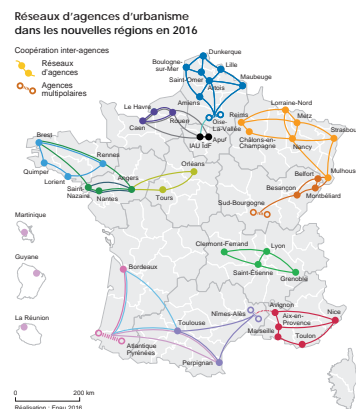 Réseaux d'agences d'urbanisme
dans les nouvelles régions en 2016
Coopération inter-agences
Réseaux
d'agences
Agences
multipolaires
Dunkerque
Boulogne-
sur-Mer
Lille
Saint-Omer
Artois
Maubeuge
Amiens
Le Havre
Rouen
Caen
Oise-
La-Vallée
Apur
IAU îdF
Reims
Lorraine-Nord
Metz
Strasbou
Châlons-en-
Champagne
Nancy
Mulhous
Belfort
Besançon
Montbéliard
Sud-Bourgogne
Brest
Rennes
Quimper
Lorient
Saint-
Nazaire
Nantes
Angers
Orléans
Tours
Martinique
Guyane
La Réunion
Clermont-Ferrand
Lyon
Saint-Étienne
Grenoble
Bordeaux
Toulouse
Atlantique
Pyrénées
Perpignan
Nîmes-Alès
Avignon
Aix-en-
Provence
Nice
Marseille
Toulon
0 200 km
Réalisation : Fnau 2016